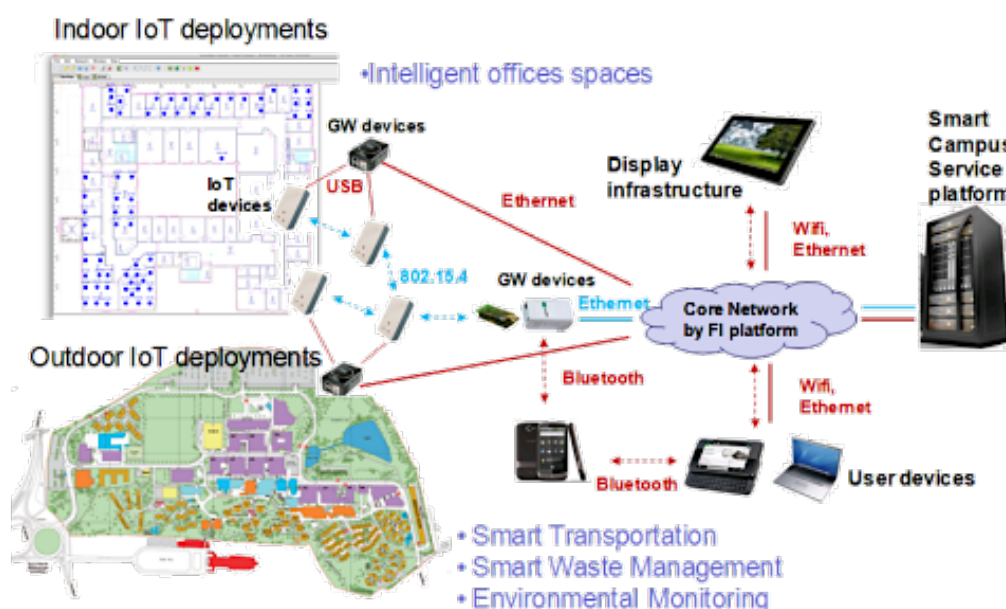 Indoor IoT deployments
•Intelligent offices spaces
GW devices
USB
IoT
devices
Ethernet
802.15.4
Display
infrastructure
Smart
Campus
Service
platform
Wifi,
Ethernet
GW devices
Ethernet
Core Network
by FI platform
Outdoor IoT deployments
Bluetooth
Wifi,
Ethernet
Bluetooth
User devices
• Smart Transportation
• Smart Waste Management
• Environmental Monitoring